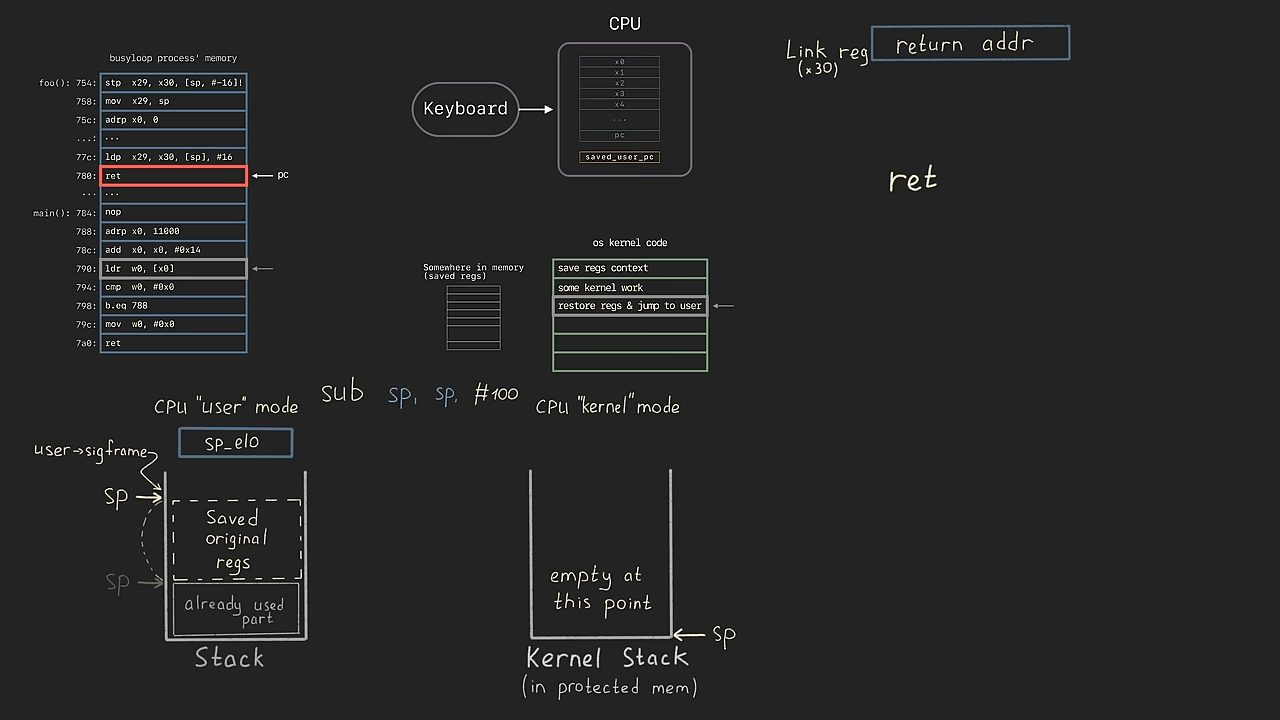 CPU
busyloop process' memory
foo(): 754: stp x29, x30, [sp, #-16]!
758: mov x29, sp
75c: adrp x0, 0
...: ...
77c: ldp x29, x30, [sp], #16
780: ret
pc
... ...
main(): 784: nop
788: adrp x0, 11000
78c: add x0, x0, #0x14
790: ldr w0, [x0]
794: cmp w0, #0x0
798: b.eq 788
79c: mov w0, #0x0
7a0: ret
Keyboard
x0
x1
x2
x3
x4
...
pc
saved_user_pc
Link reg
(x30)
return addr
ret
os kernel code
Somewhere in memory
(saved regs)
save regs context
some kernel work
restore regs & jump to user
sub sp, sp, #100
CPU "user" mode
CPU "kernel" mode
sp_el0
user→sigframe
sp
Saved
original
regs
sp
already used
part
Stack
empty at
this point
sp
Kernel Stack
(in protected mem)